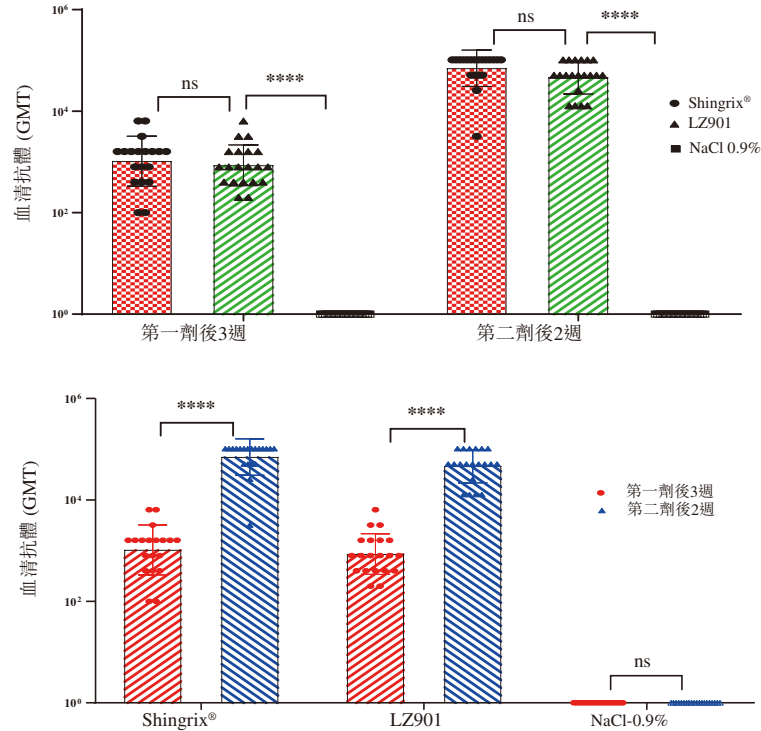 血清抗體 (GMT)
10⁶
10⁴
10²
10⁰
ns
****
ns
****
Shingrix®
LZ901
NaCl 0.9%
第一劑後3週
第二劑後2週
血清抗體 (GMT)
10⁶
10⁴
10²
10⁰
****
****
ns
第一劑後3週
第二劑後2週
Shingrix®
LZ901
NaCl-0.9%